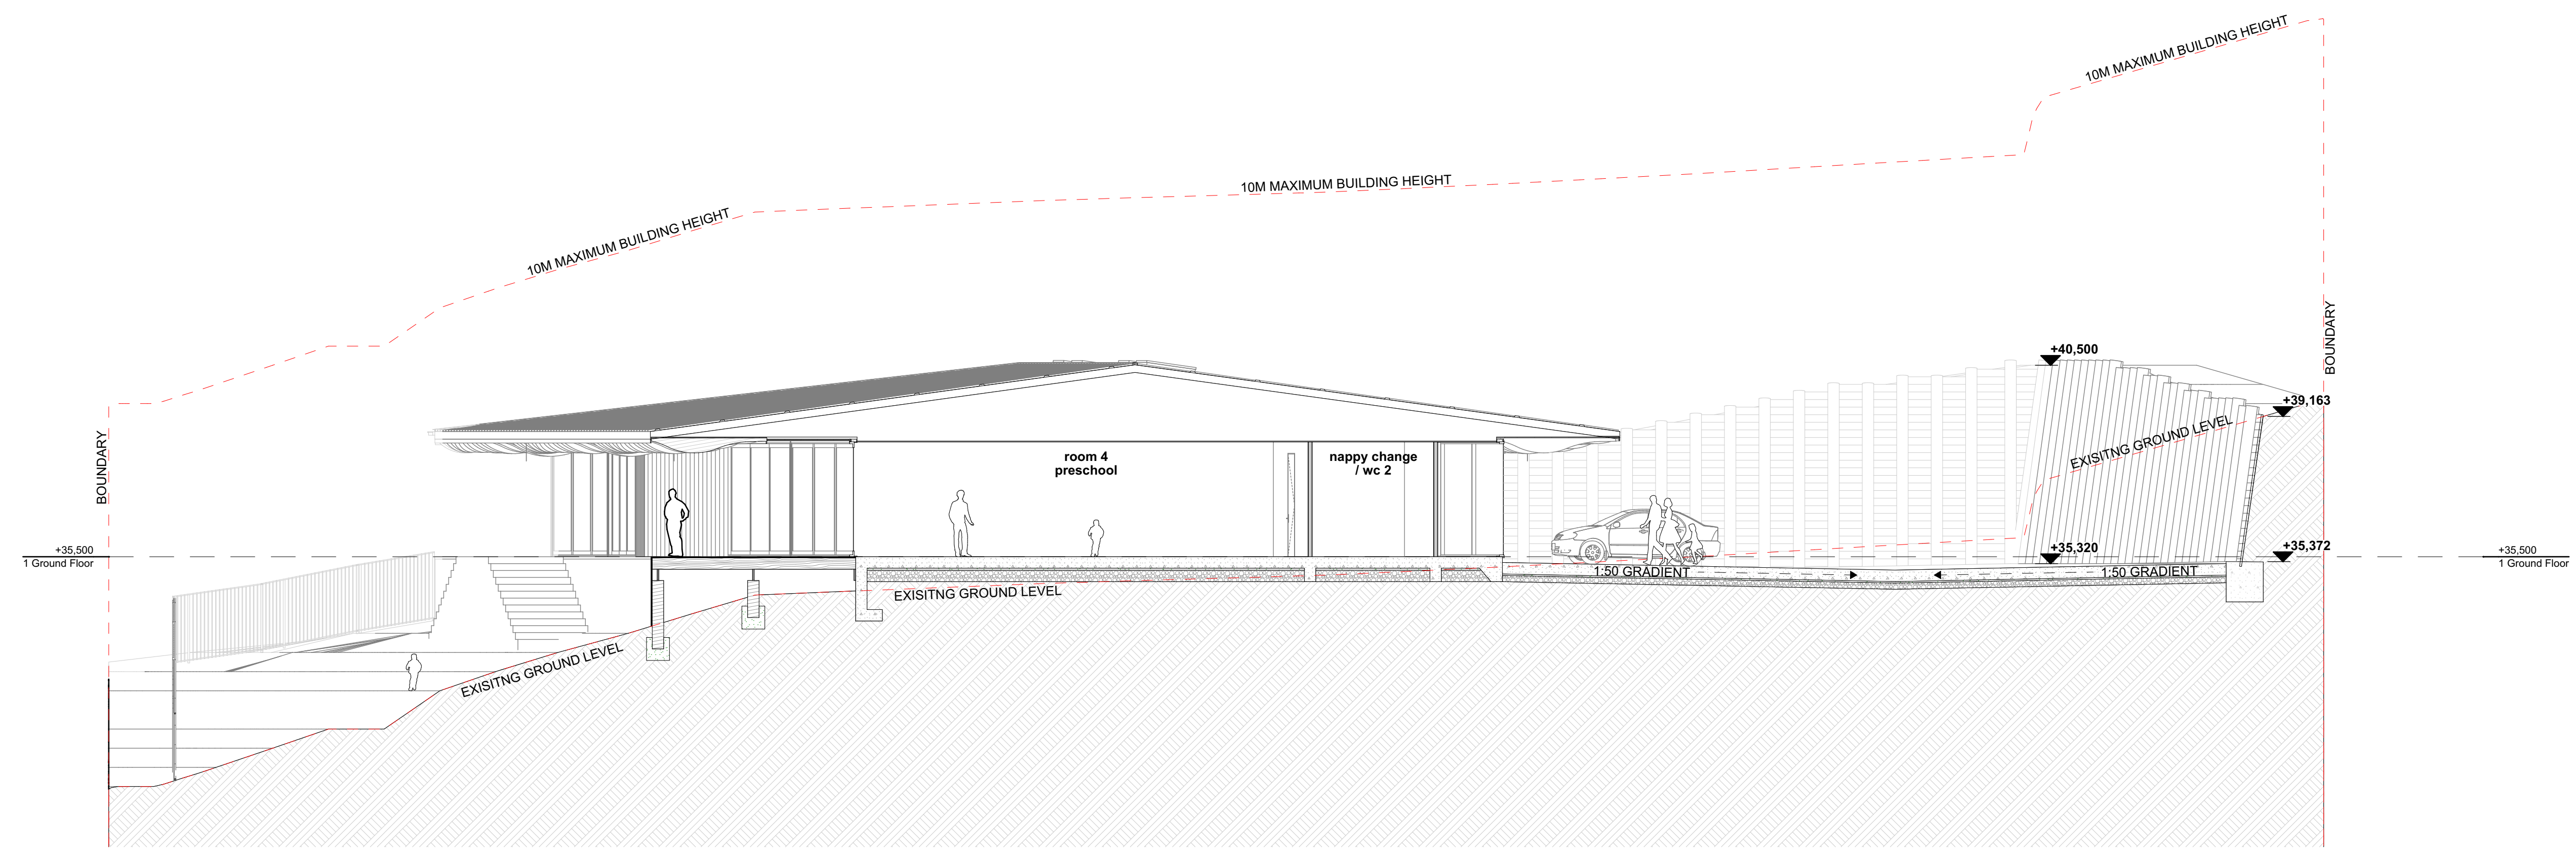 10M MAXIMUM BUILDING HEIGHT
10M MAXIMUM BUILDING HEIGHT
10M MAXIMUM BUILDING HEIGHT
BOUNDARY
BOUNDARY
+40,500
+39,163
EXISITNG GROUND LEVEL
room 4
preschool
nappy change
/ wc 2
+35,500
1 Ground Floor
+35,320
+35,372
+35,500
1 Ground Floor
1:50 GRADIENT
1:50 GRADIENT
EXISITNG GROUND LEVEL
EXISITNG GROUND LEVEL